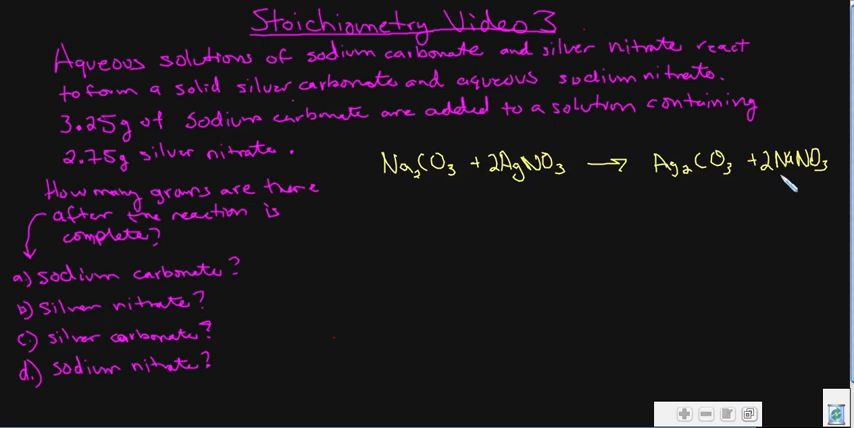 Stoichiometry Video 3
Aqueous solutions of sodium carbonate and silver nitrate react
to form a solid silver carbonate and aqueous sodium nitrate.
3.25g of sodium carbonate are added to a solution containing
2.75g silver nitrate.
Na₂CO₃ + 2AgNO₃ → Ag₂CO₃ + 2NaNO₃
How many grams are there
after the reaction is
complete?
a.) sodium carbonate?
b) silver nitrate?
c.) silver carbonate?
d.) sodium nitrate?